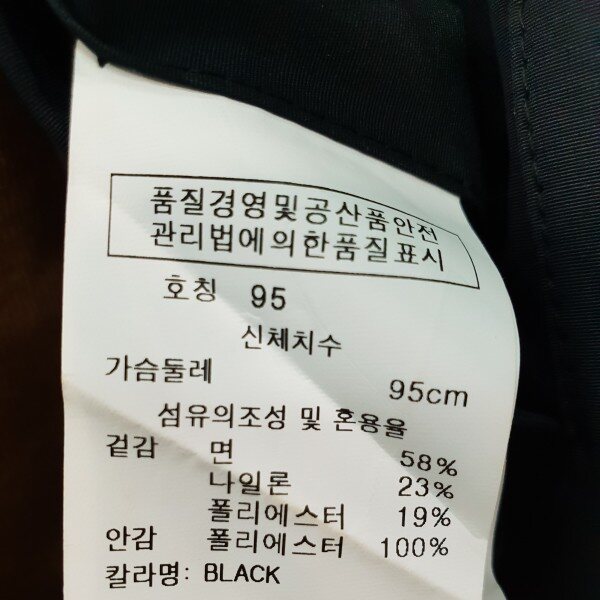 품질경영및공산품안전
관리법에의한품질표시
호칭 95
신체치수
가슴둘레 95cm
섬유의조성 및 혼용율
겉감 면 58%
나일론 23%
폴리에스터 19%
안감 폴리에스터 100%
칼라명: BLACK